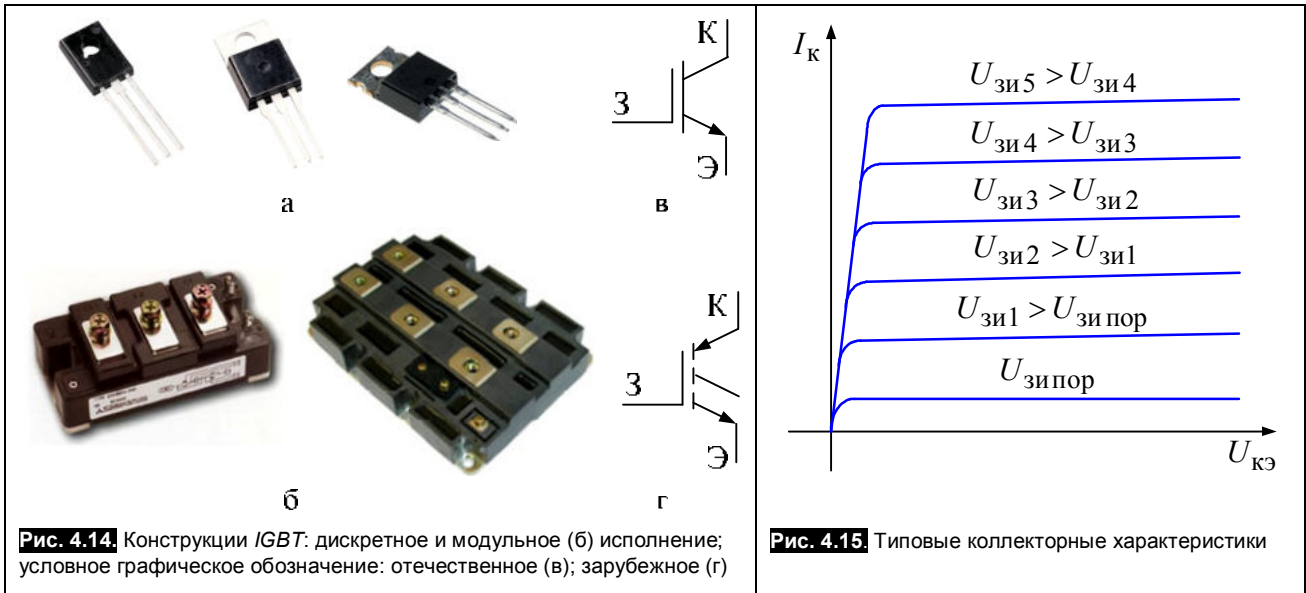 К
З
Э
а
в
К
З
Э
б
г
Рис. 4.14. Конструкции IGBT: дискретное и модульное (б) исполнение;
условное графическое обозначение: отечественное (в); зарубежное (г)
Iк
Uзи5 > Uзи4
Uзи4 > Uзи3
Uзи3 > Uзи2
Uзи2 > Uзи1
Uзи1 > Uзи пор
Uзи пор
Uкэ
Рис. 4.15. Типовые коллекторные характеристики